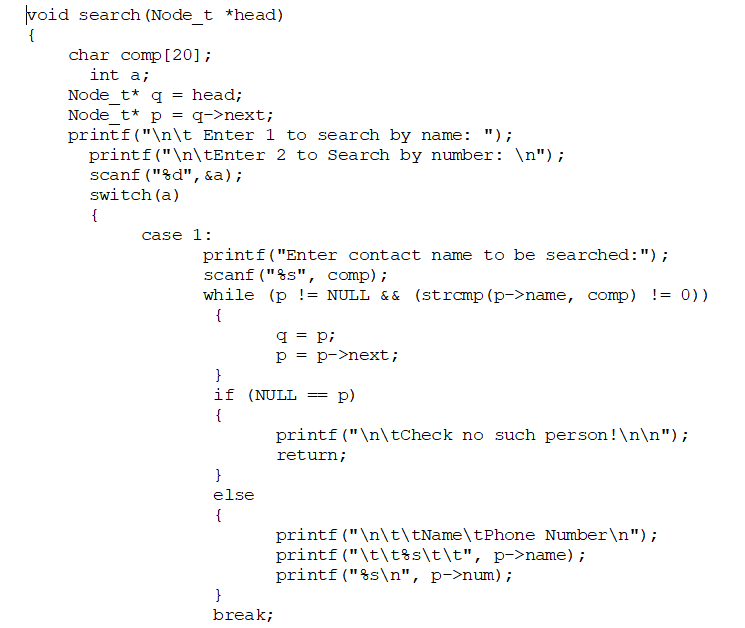 void search(Node_t *head)
{
    char comp[20];
      int a;
    Node_t* q = head;
    Node_t* p = q->next;
    printf("\n\t Enter 1 to search by name: ");
      printf("\n\tEnter 2 to Search by number: \n");
      scanf("%d",&a);
      switch(a)
      {
           case 1:
                 printf("Enter contact name to be searched:");
                 scanf("%s", comp);
                 while (p != NULL && (strcmp(p->name, comp) != 0))
                  {
                        q = p;
                        p = p->next;
                  }
                  if (NULL == p)
                  {
                        printf("\n\tCheck no such person!\n\n");
                        return;
                  }
                  else
                  {
                        printf("\n\t\tName\tPhone Number\n");
                        printf("\t\t%s\t\t", p->name);
                        printf("%s\n", p->num);
                  }
                  break;